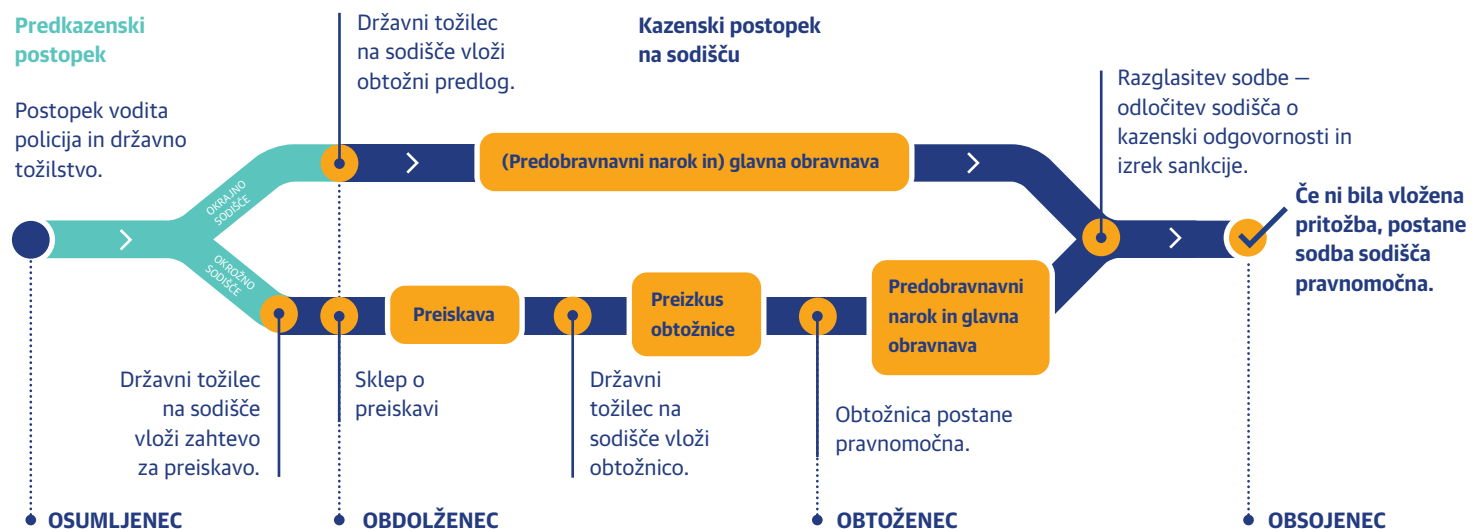 Predkazenski
postopek
Postopek vodita
policija in državno
tožilstvo.
Državni tožilec
na sodišče vloži
obtožni predlog.
Kazenski postopek
na sodišču
Razglasitev sodbe –
odločitev sodišča o
kazenski odgovornosti in
izrek sankcije.
(Predobravnavni narok in) glavna obravnava
Če ni bila vložena
pritožba, postane
sodba sodišča
pravnomočna.
OKRAJNO
SODIŠČE
OKROŽNO
SODIŠČE
Preiskava
Preizkus
obtožnice
Predobravnavni
narok in glavna
obravnava
Državni tožilec
na sodišče
vloži zahtevo
za preiskavo.
Sklep o
preiskavi
Državni
tožilec na
sodišče vloži
obtožnico.
Obtožnica postane
pravnomočna.
OSUMLJENEC
OBDOLŽENEC
OBTOŽENEC
OBSOJENEC